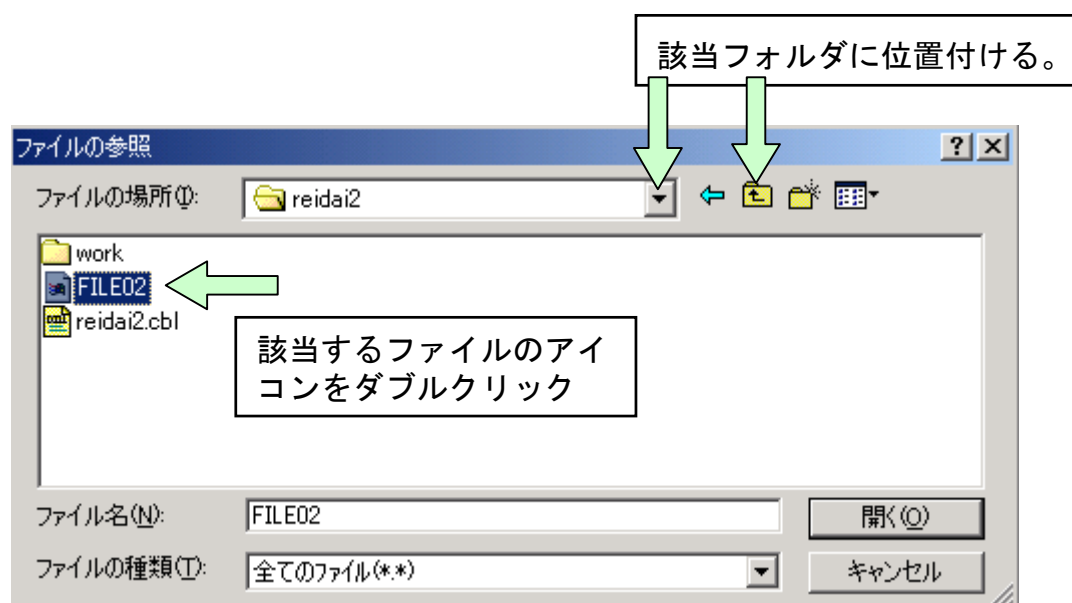 該当フォルダに位置付ける。
ファイルの参照
ファイルの場所(I):
reidai2
work
FILE02
reidai2.cbl
該当するファイルのアイ
コンをダブルクリック
ファイル名(N):
FILE02
開く(O)
ファイルの種類(T):
全てのファイル(*.*)
キャンセル